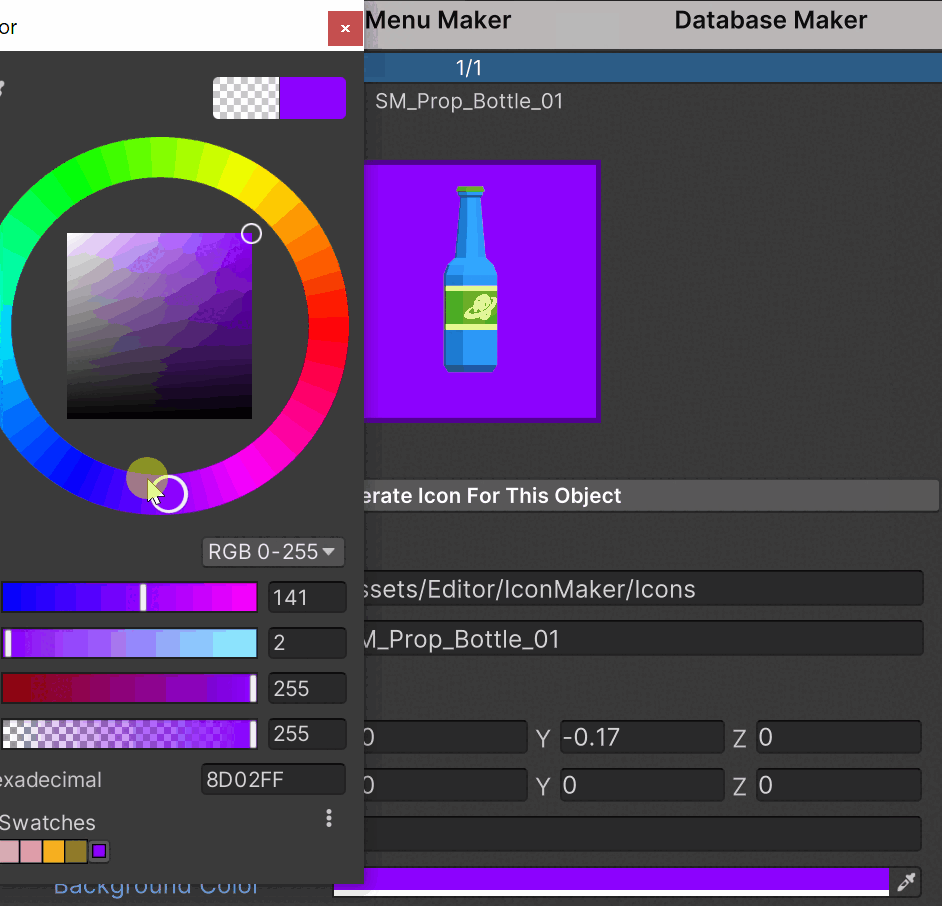 or
×
Menu Maker
Database Maker
1/1
SM_Prop_Bottle_01
erate Icon For This Object
RGB 0-255
141
2
255
255
exadecimal
8D02FF
Swatches
ssets/Editor/IconMaker/Icons
M_Prop_Bottle_01
0
Y -0.17
Z 0
0
Y 0
Z 0
Background Color